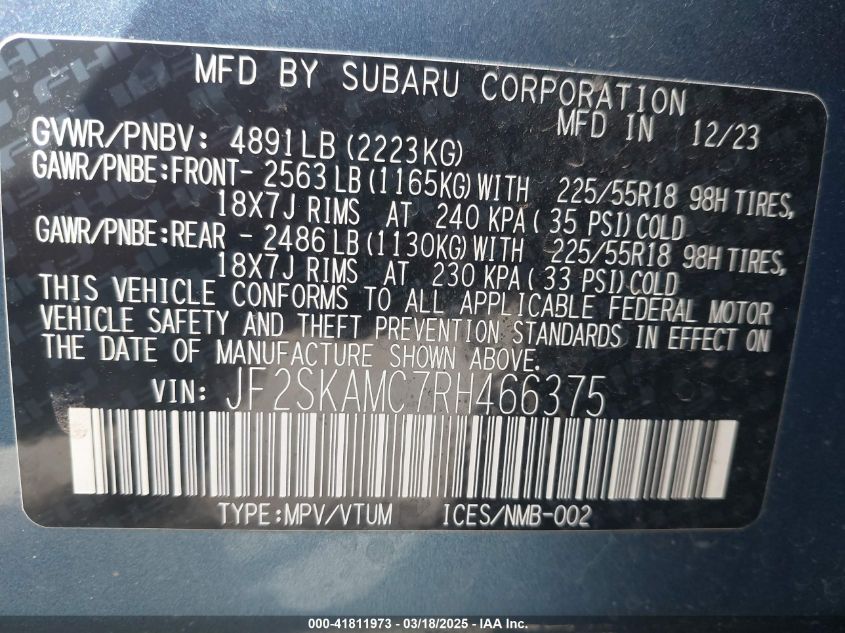 MFD BY SUBARU CORPORATION
MFD IN 12/23
GVWR/PNBV: 4891LB (2223KG)
GAWR/PNBE:FRONT- 2563 LB (1165KG) WITH 225/55R18 98H TIRES,
18X7J RIMS AT 240 KPA ( 35 PSI) COLD
GAWR/PNBE:REAR - 2486 LB (1130KG) WITH 225/55R18 98H TIRES,
18X7J RIMS AT 230 KPA ( 33 PSI) COLD
THIS VEHICLE CONFORMS TO ALL APPLICABLE FEDERAL MOTOR
VEHICLE SAFETY AND THEFT PREVENTION STANDARDS IN EFFECT ON
THE DATE OF MANUFACTURE SHOWN ABOVE.
VIN: JF2SKAMC7RH466375
TYPE:MPV/VTUM ICES/NMB-002
000-41811973 - 03/18/2025 - IAA Inc.